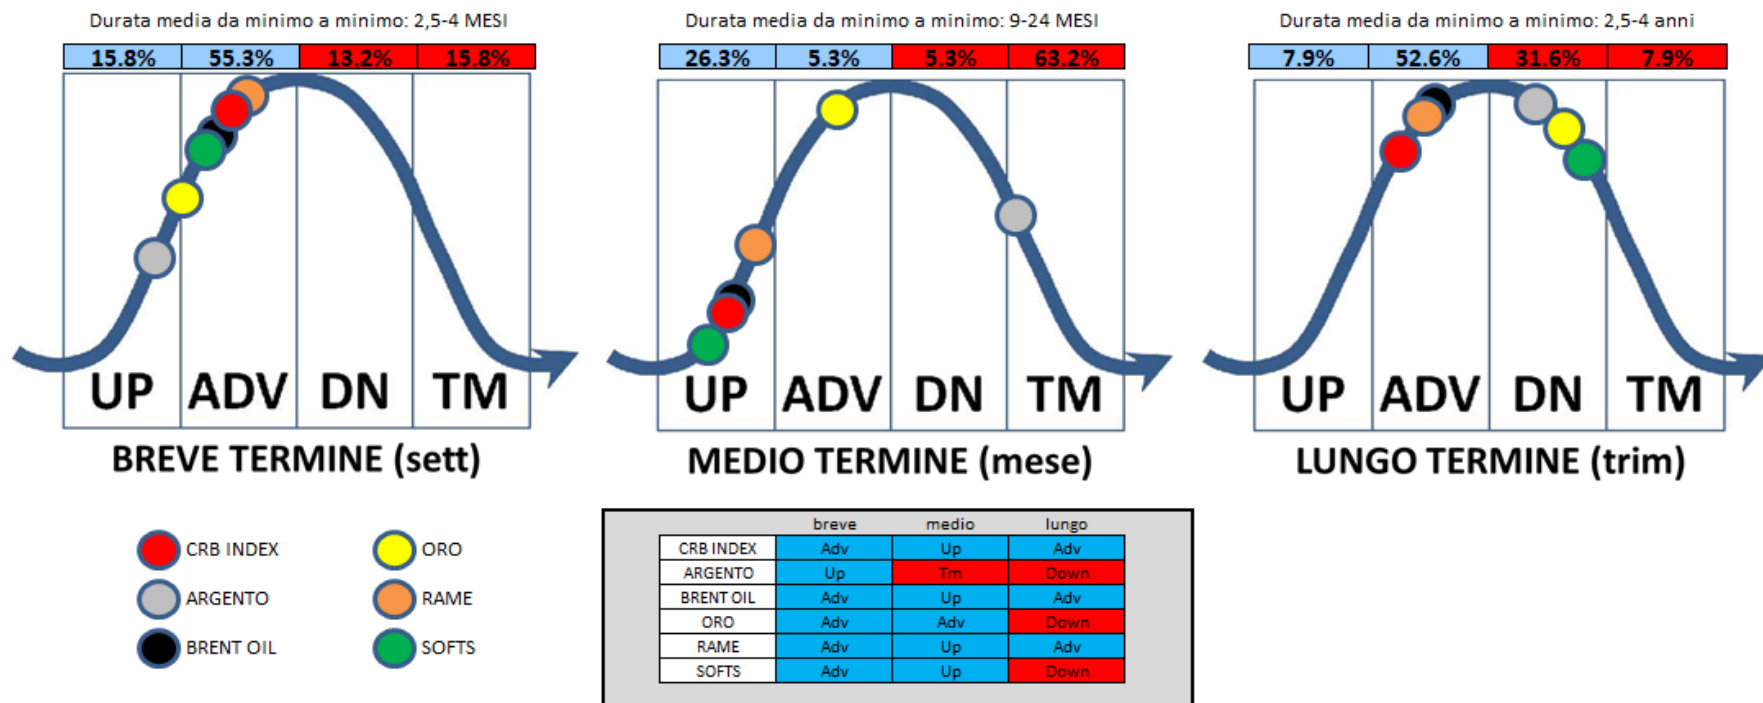 Durata media da minimo a minimo: 2,5-4 MESI
15.8% 55.3% 13.2% 15.8%
UP ADV DN TM
BREVE TERMINE (sett)
Durata media da minimo a minimo: 9-24 MESI
26.3% 5.3% 5.3% 63.2%
UP ADV DN TM
MEDIO TERMINE (mese)
Durata media da minimo a minimo: 2,5-4 anni
7.9% 52.6% 31.6% 7.9%
UP ADV DN TM
LUNGO TERMINE (trim)
CRB INDEX ORO
ARGENTO RAME
BRENT OIL SOFTS
breve medio lungo
CRB INDEX Adv Up Adv
ARGENTO Up Tm Down
BRENT OIL Adv Up Adv
ORO Adv Adv Down
RAME Adv Up Adv
SOFTS Adv Up Down